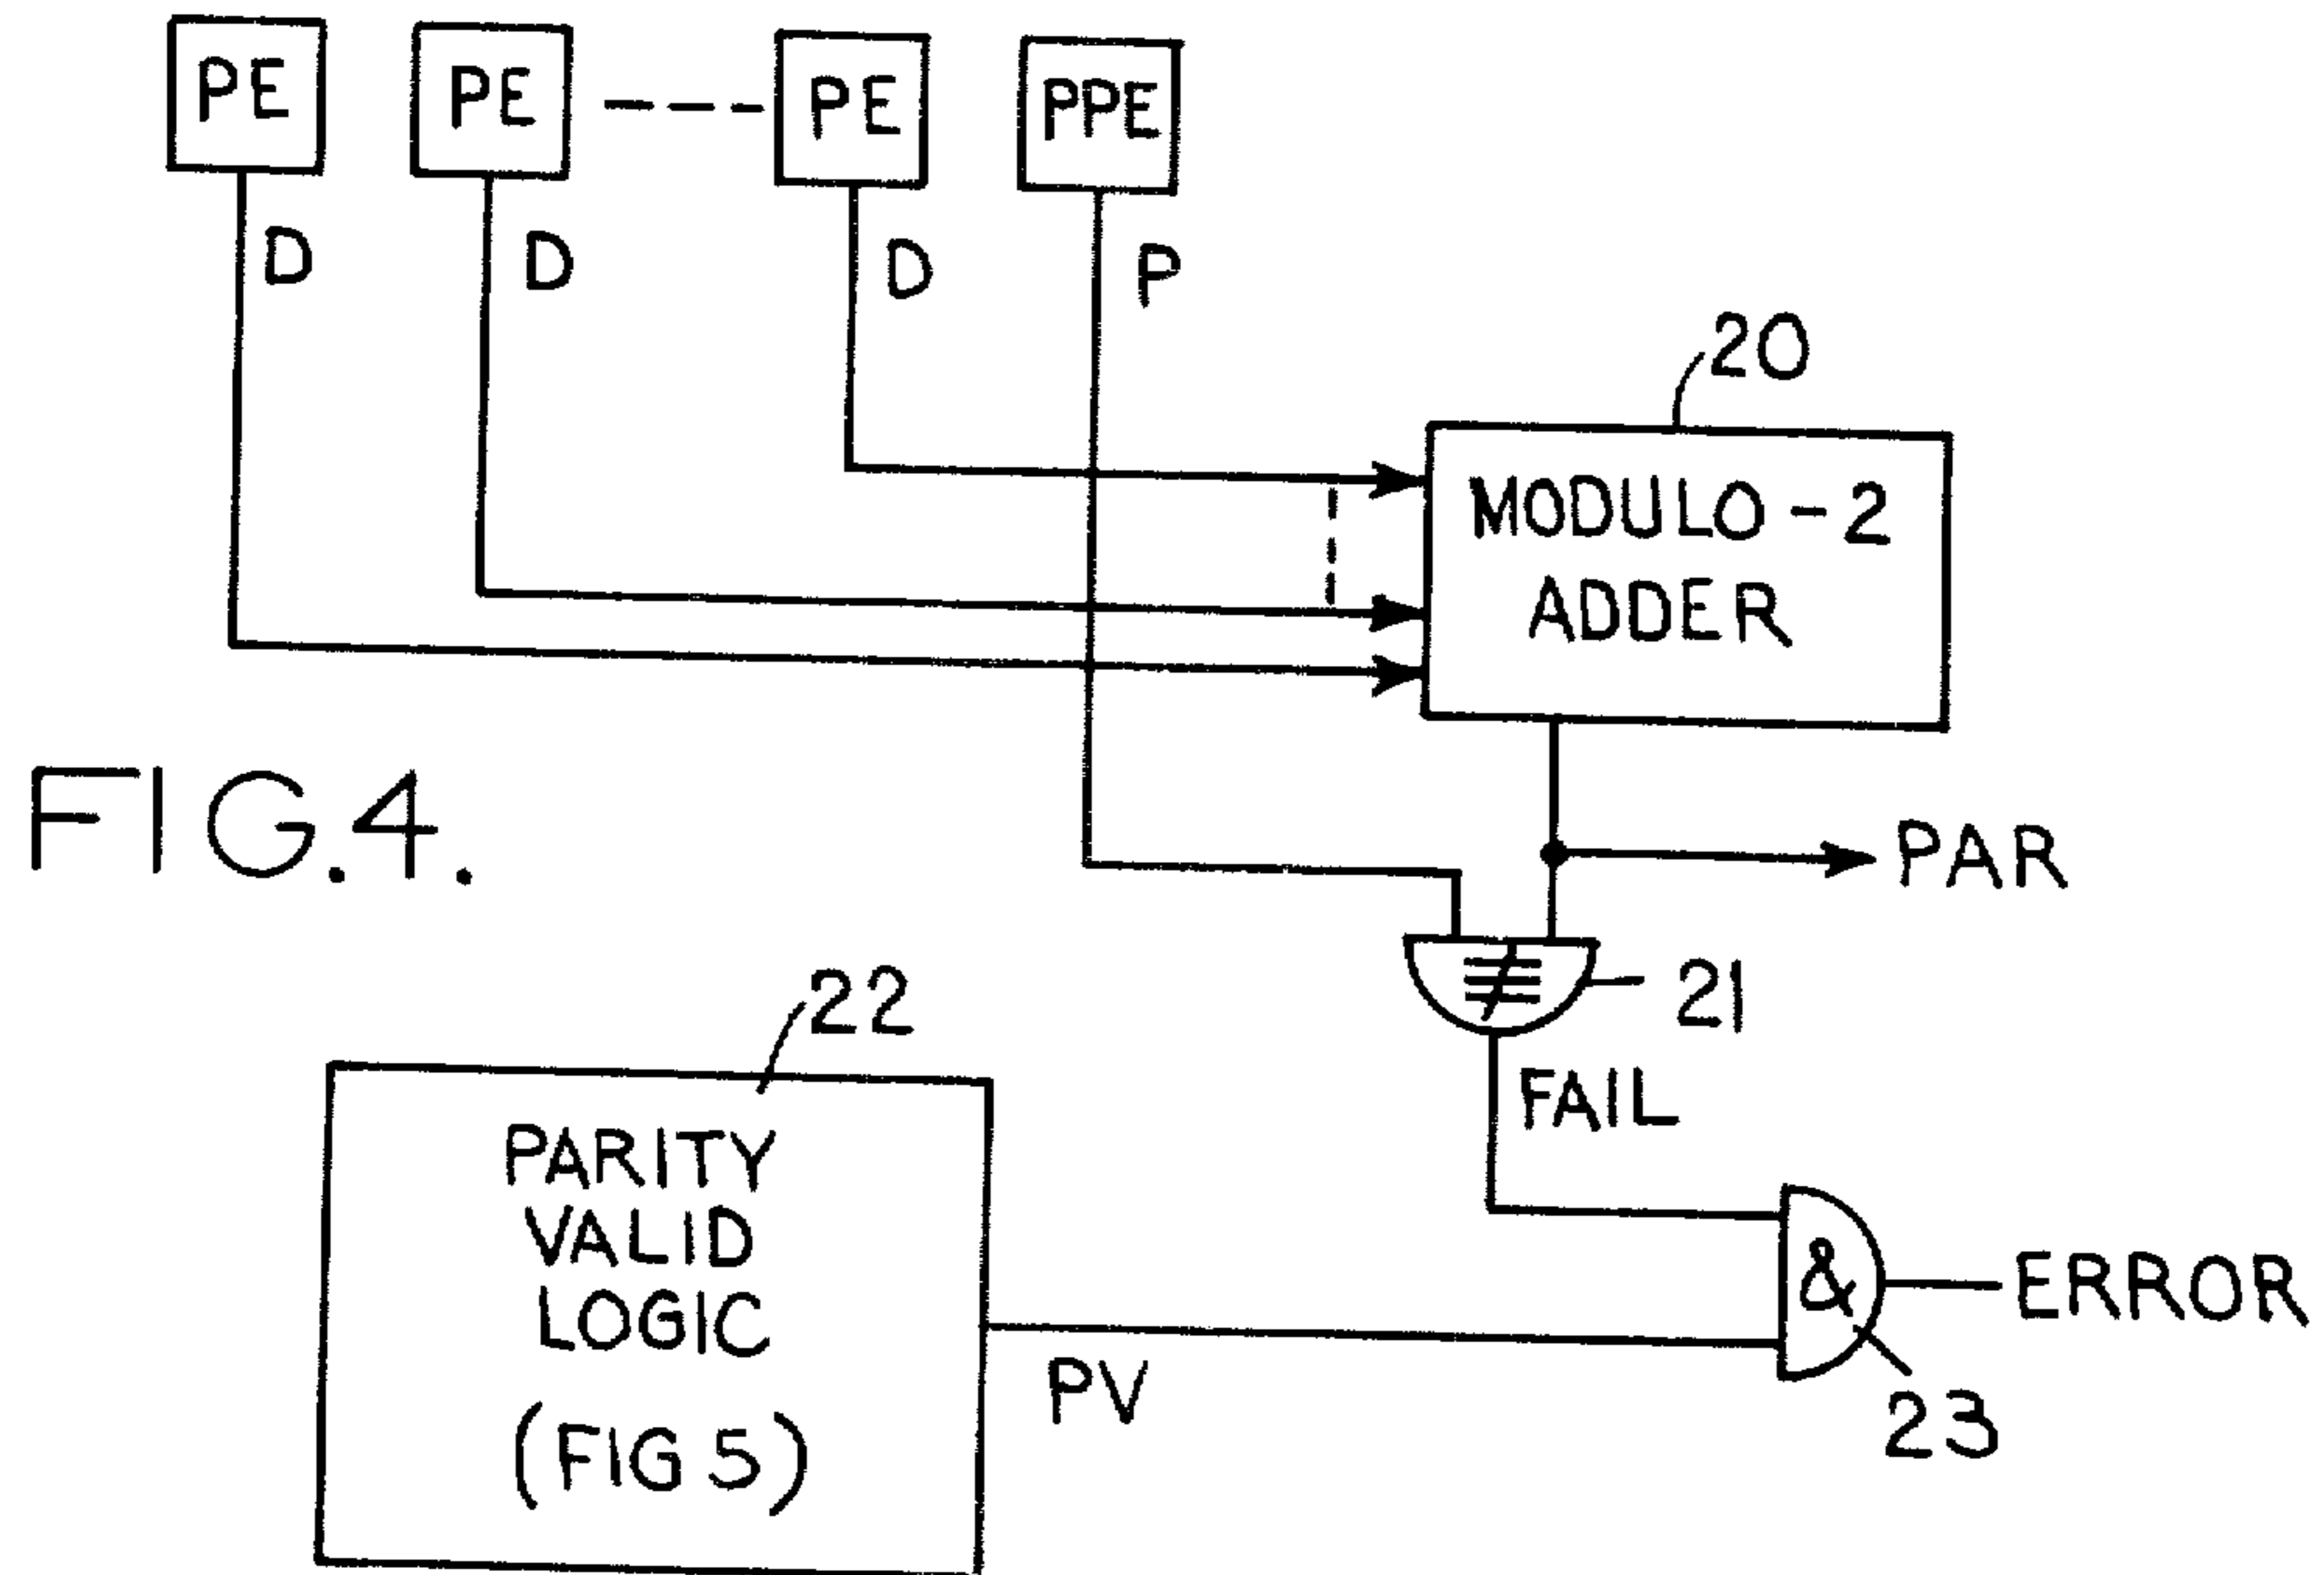 PE PE PE PPE
D D D P
20
MODULO-2
ADDER
FIG.4.
PAR
21
22
FAIL
PARITY
VALID
LOGIC
(FIG 5)
PV
&
ERROR
23